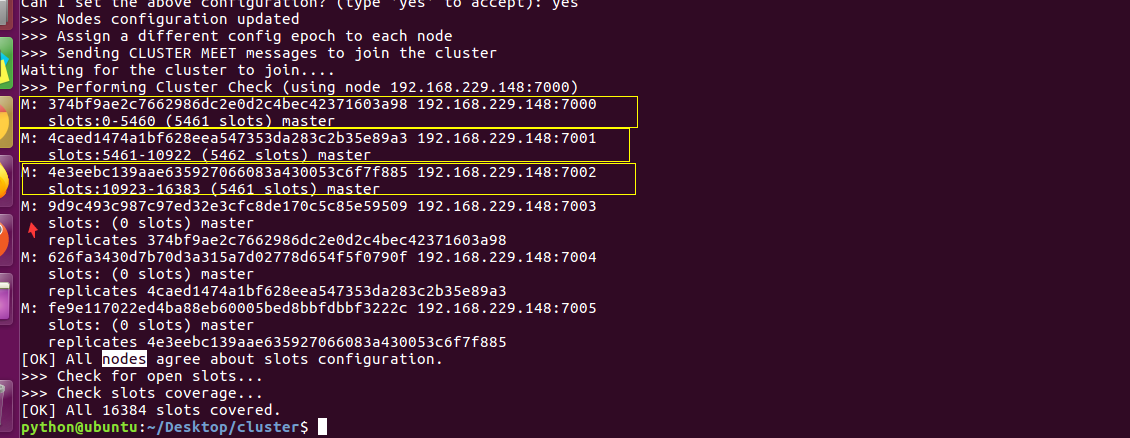 Can I set the above configuration? (type 'yes' to accept): yes
>>> Nodes configuration updated
>>> Assign a different config epoch to each node
>>> Sending CLUSTER MEET messages to join the cluster
Waiting for the cluster to join....
>>> Performing Cluster Check (using node 192.168.229.148:7000)
M: 374bf9ae2c7662986dc2e0d2c4bec42371603a98 192.168.229.148:7000
   slots:0-5460 (5461 slots) master
M: 4caed1474a1bf628eea547353da283c2b35e89a3 192.168.229.148:7001
   slots:5461-10922 (5462 slots) master
M: 4e3eebc139aae635927066083a430053c6f7f885 192.168.229.148:7002
   slots:10923-16383 (5461 slots) master
M: 9d9c493c987c97ed32e3cfc8de170c5c85e59509 192.168.229.148:7003
   slots: (0 slots) master
   replicates 374bf9ae2c7662986dc2e0d2c4bec42371603a98
M: 626fa3430d7b70d3a315a7d02778d654f5f0790f 192.168.229.148:7004
   slots: (0 slots) master
   replicates 4caed1474a1bf628eea547353da283c2b35e89a3
M: fe9e117022ed4ba88eb60005bed8bbfdbbf3222c 192.168.229.148:7005
   slots: (0 slots) master
   replicates 4e3eebc139aae635927066083a430053c6f7f885
[OK] All nodes agree about slots configuration.
>>> Check for open slots...
>>> Check slots coverage...
[OK] All 16384 slots covered.
python@ubuntu:~/Desktop/cluster$